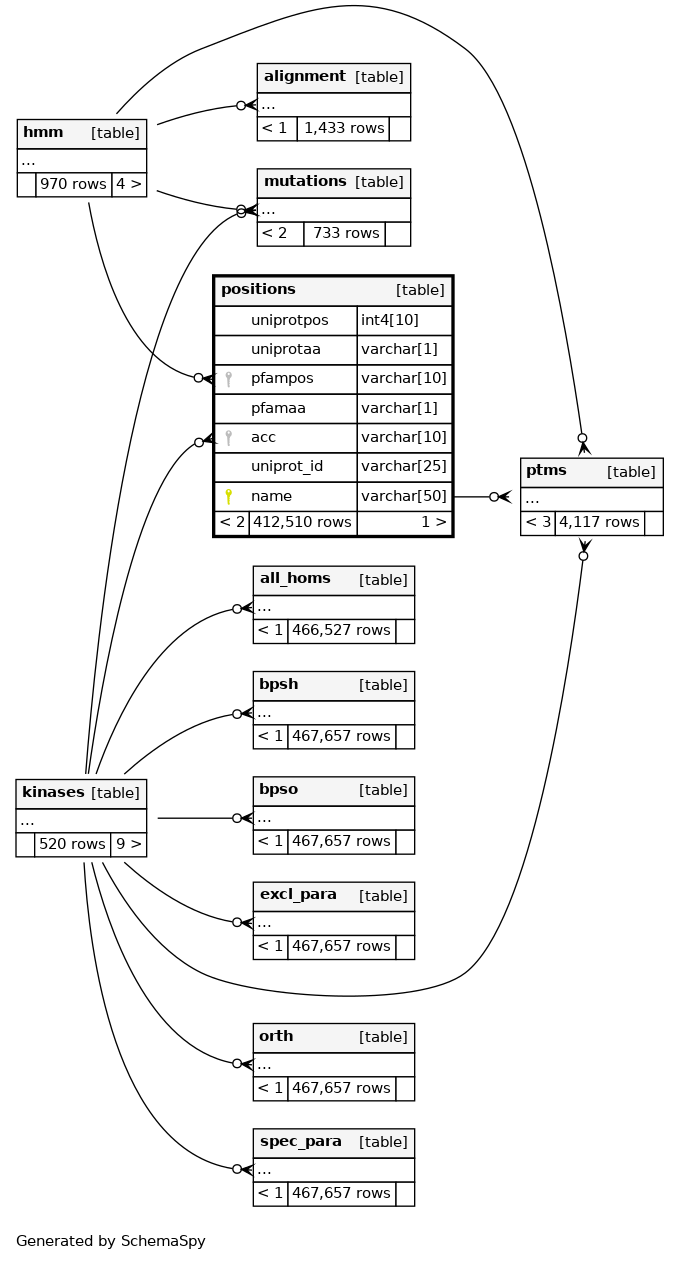 alignment [table]
...
< 1 1,433 rows
hmm [table]
...
970 rows 4 >
mutations [table]
...
< 2 733 rows
positions [table]
uniprotpos int4[10]
uniprotaa varchar[1]
pfampos varchar[10]
pfamaa varchar[1]
acc varchar[10]
uniprot_id varchar[25]
name varchar[50]
< 2 412,510 rows 1 >
ptms [table]
...
< 3 4,117 rows
all_homs [table]
...
< 1 466,527 rows
bpsh [table]
...
< 1 467,657 rows
kinases [table]
...
520 rows 9 >
bpso [table]
...
< 1 467,657 rows
excl_para [table]
...
< 1 467,657 rows
orth [table]
...
< 1 467,657 rows
spec_para [table]
...
< 1 467,657 rows
Generated by SchemaSpy